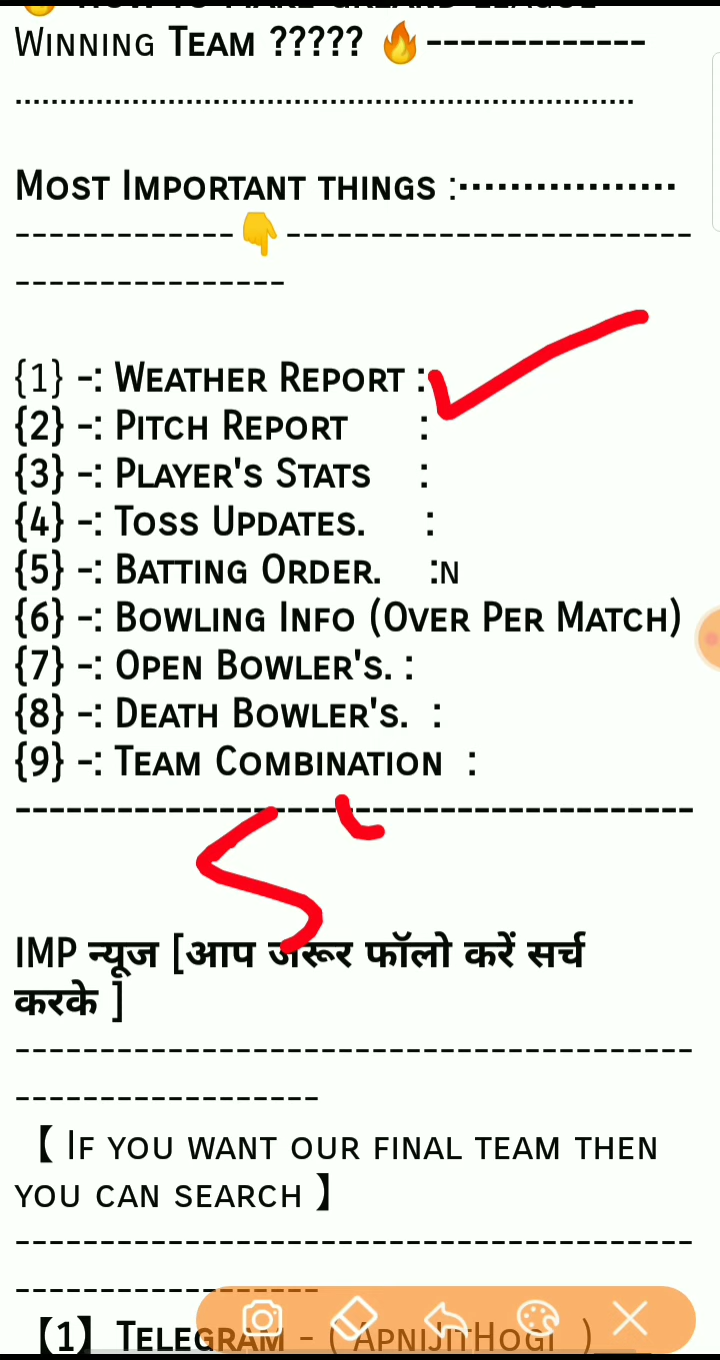 Winning Team ????? 🔥-------------
.....................................................................
Most Important things :··················
-------------👇------------------------
----------------
{1} -: Weather Report :
{2} -: Pitch Report :
{3} -: Player's Stats :
{4} -: Toss Updates. :
{5} -: Batting Order. :n
{6} -: Bowling Info (Over Per Match)
{7} -: Open Bowler's. :
{8} -: Death Bowler's. :
{9} -: Team Combination :
----------------------------------------
IMP न्यूज [आप जरूर फॉलो करें सर्च
करके ]
----------------------------------------
------------------
【 If you want our final team then
you can search 】
----------------------------------------
------------------
【1】 Telegram - ( ApniJitHogi )